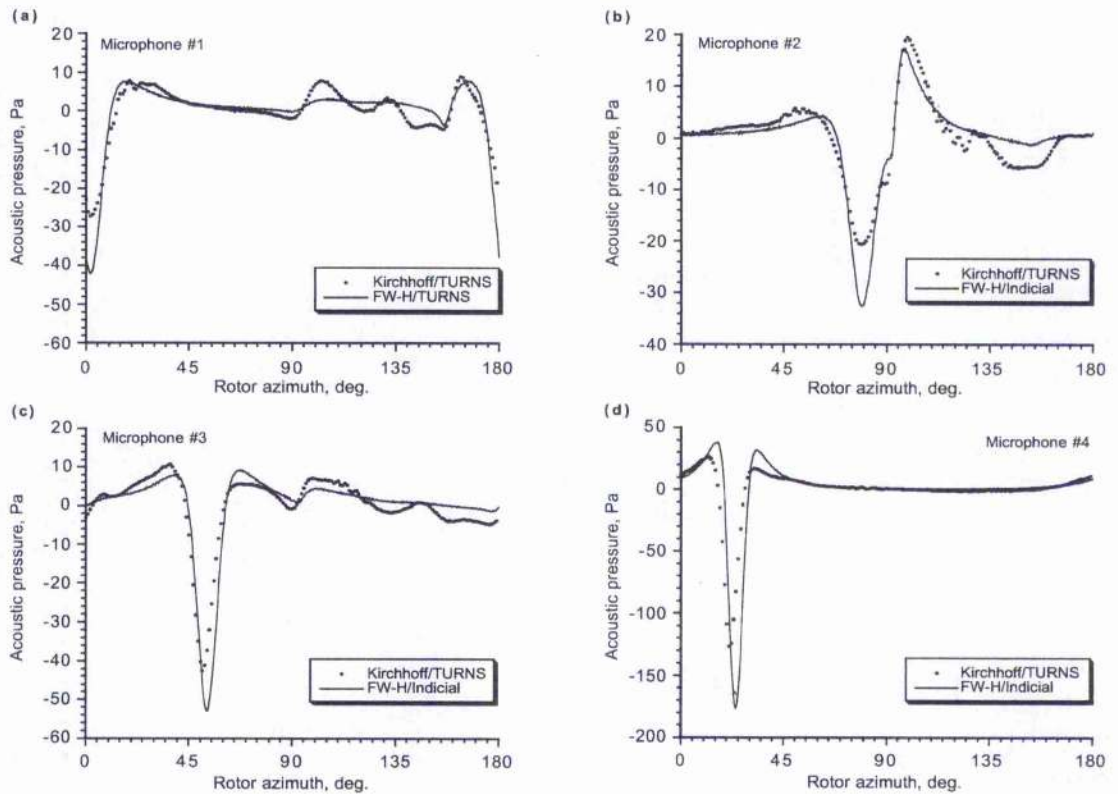 (a)
Microphone #1
Acoustic pressure, Pa
20
10
0
-10
-20
-30
-40
-50
-60
0 45 90 135 180
Rotor azimuth, deg.
Kirchhoff/TURNS
FW-H/TURNS
(b)
Microphone #2
Acoustic pressure, Pa
20
10
0
-10
-20
-30
-40
0 45 90 135 180
Rotor azimuth, deg.
Kirchhoff/TURNS
FW-H/Indicial
(c)
Microphone #3
Acoustic pressure, Pa
20
10
0
-10
-20
-30
-40
-50
-60
0 45 90 135 180
Rotor azimuth, deg.
Kirchhoff/TURNS
FW-H/Indicial
(d)
Microphone #4
Acoustic pressure, Pa
50
0
-50
-100
-150
-200
0 45 90 135 180
Rotor azimuth, deg.
Kirchhoff/TURNS
FW-H/Indicial